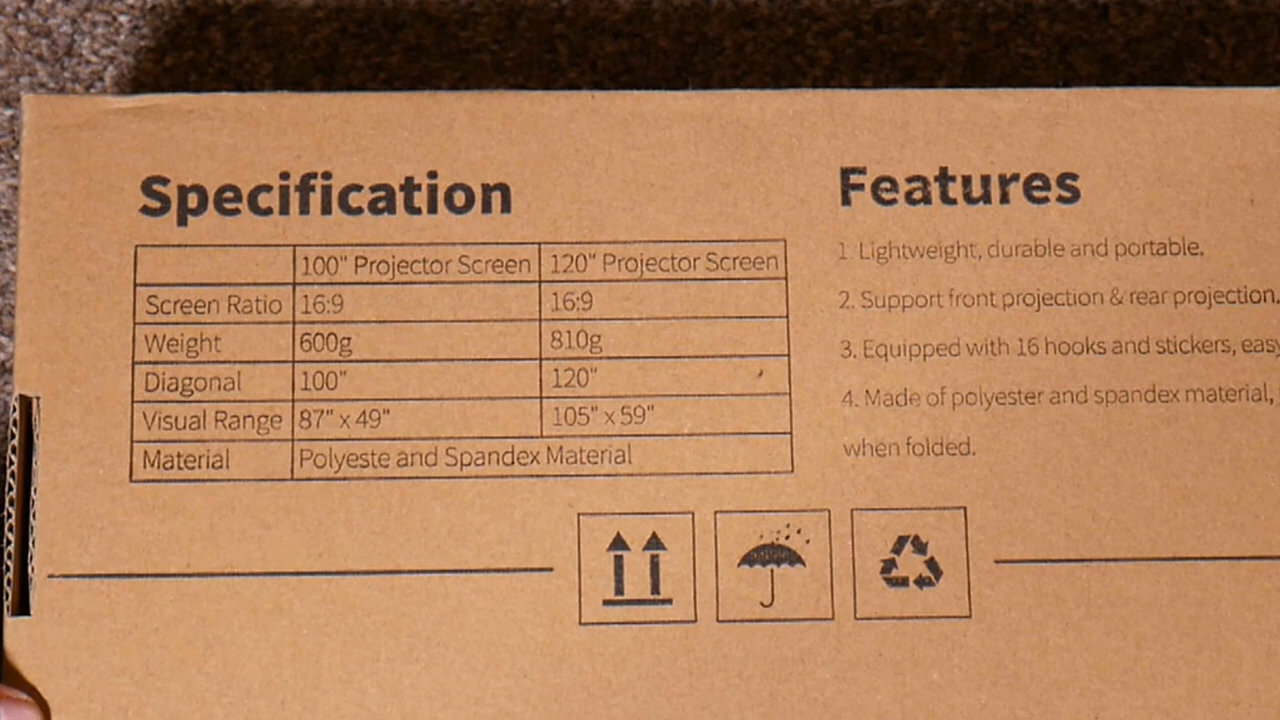 Specification
100" Projector Screen 120" Projector Screen
Screen Ratio 16:9 16:9
Weight 600g 810g
Diagonal 100" 120"
Visual Range 87" x 49" 105" x 59"
Material Polyeste and Spandex Material
Features
1. Lightweight, durable and portable.
2. Support front projection & rear projection.
3. Equipped with 16 hooks and stickers, easy
4. Made of polyester and spandex material,
when folded.